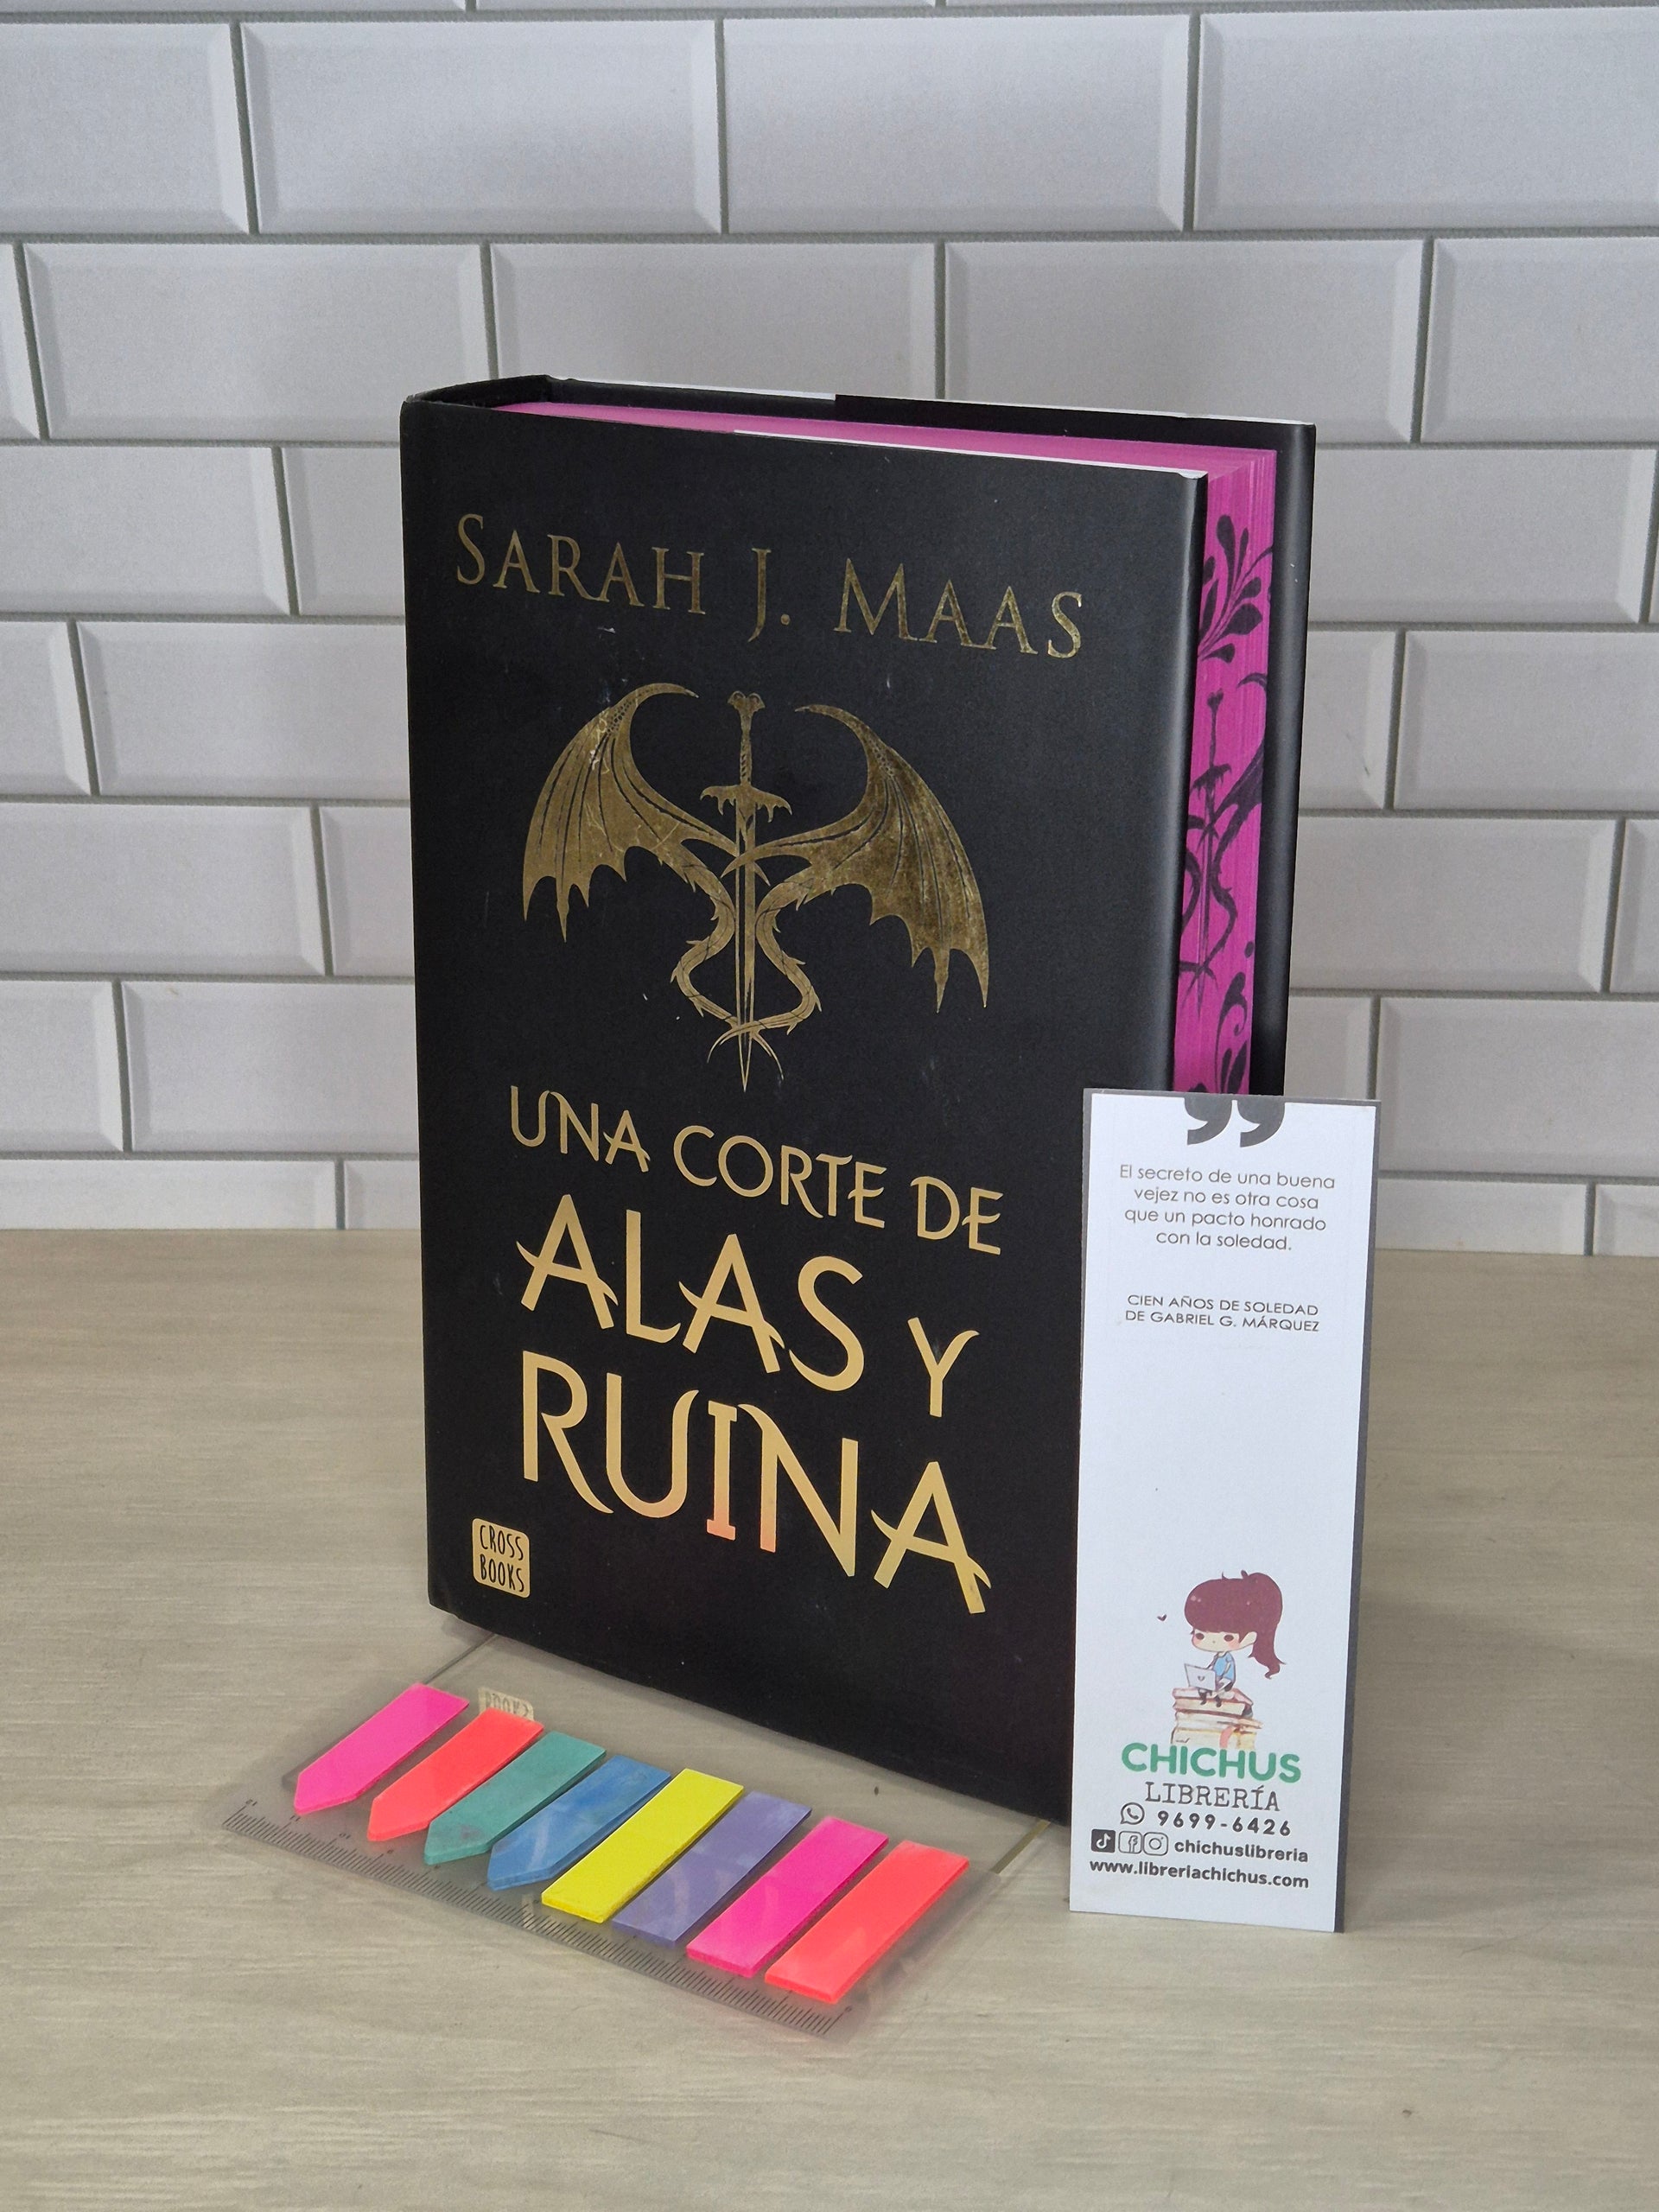 SARAH J. MAAS
UNA CORTE DE
ALAS Y
RUINA
CROSS
BOOKS
”
El secreto de una buena
vejez no es otra cosa
que un pacto honrado
con la soledad.
CIEN AÑOS DE SOLEDAD
DE GABRIEL G. MÁRQUEZ
CHICHUS
LIBRERÍA
9699-6426
chichuslibreria
www.libreriachichus.com